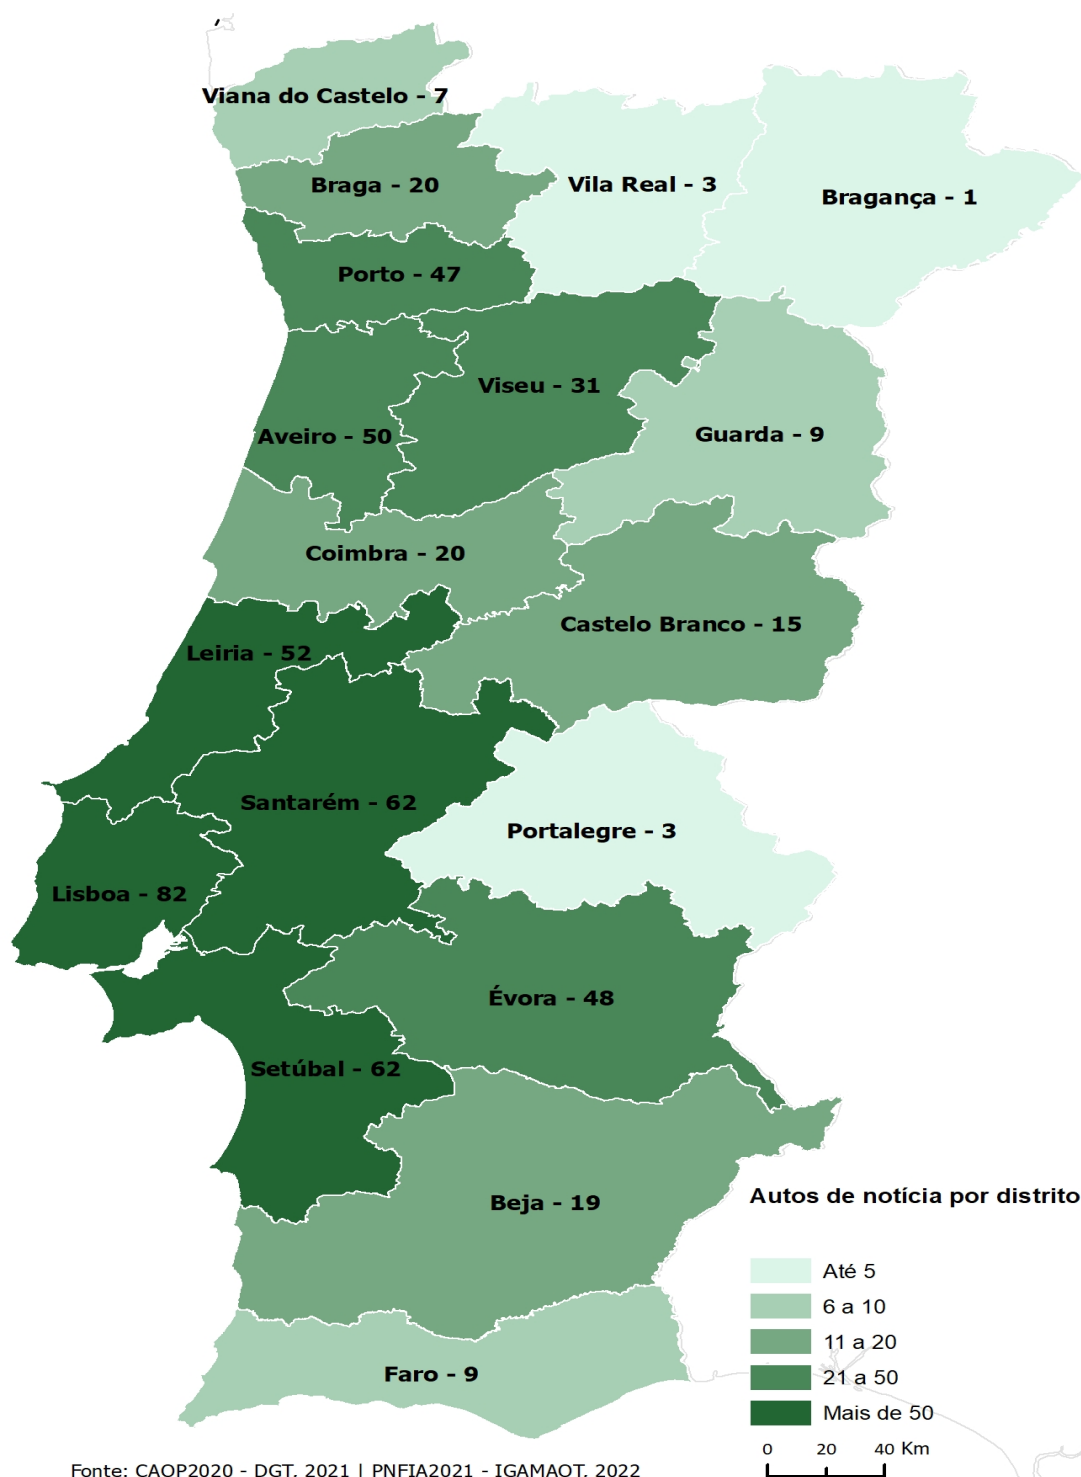 Viana do Castelo - 7
Braga - 20
Vila Real - 3
Bragança - 1
Porto - 47
Viseu - 31
Aveiro - 50
Guarda - 9
Coimbra - 20
Castelo Branco - 15
Leiria - 52
Santarém - 62
Portalegre - 3
Lisboa - 82
Évora - 48
Setúbal - 62
Beja - 19
Faro - 9
Autos de notícia por distrito
Até 5
6 a 10
11 a 20
21 a 50
Mais de 50
0 20 40 Km
Fonte: CAOP2020 - DGT, 2021 | PNFIA2021 - IGAMAOT, 2022